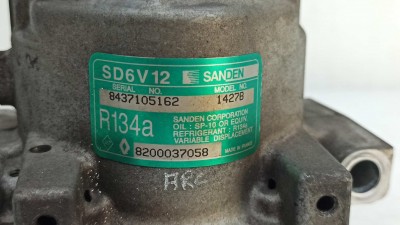 SD6V12 SANDEN
SERIAL NO. MODEL NO.
8437105162 1427B
R134a
SANDEN CORPORATION
OIL : SP-10 OR EQUIV.
REFRIGERANT : R134a
VARIABLE DISPLACEMENT
MADE IN FRANCE
8200037058
ARC